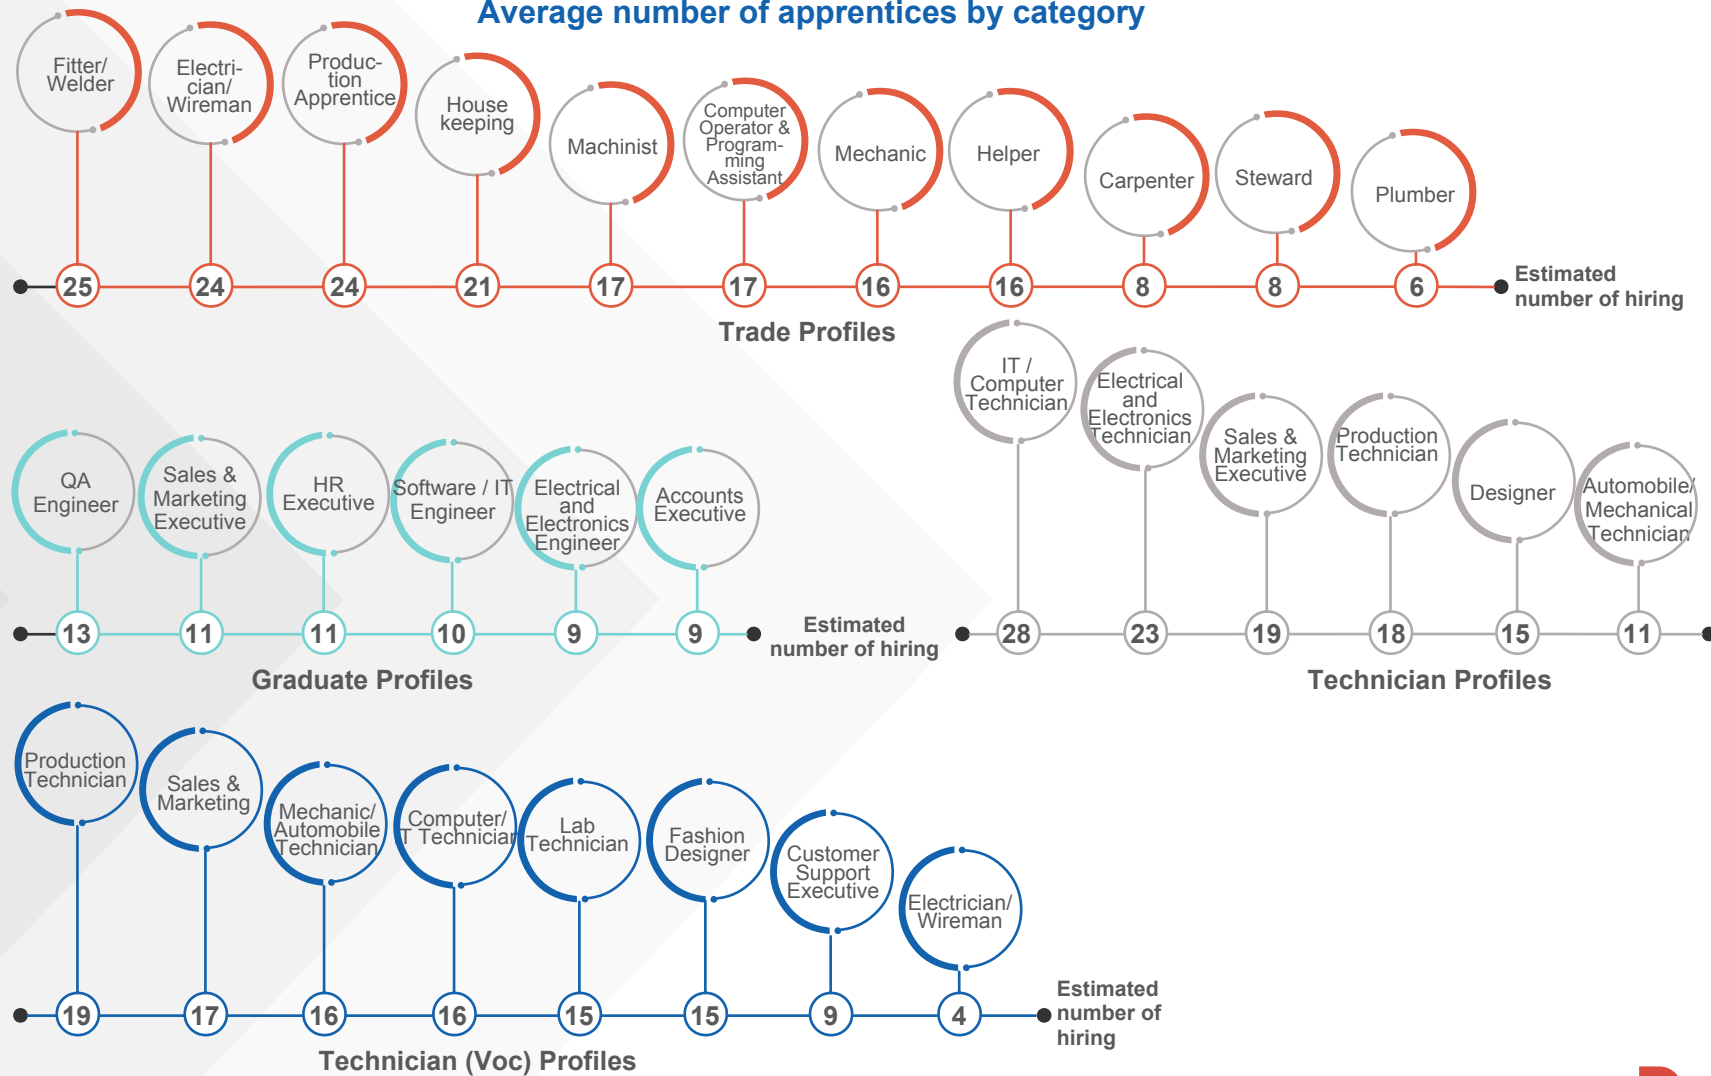 Average number of apprentices by category
Fitter/
Welder
Electri-
cian/
Wireman
Produc-
tion
Apprentice
House
keeping
Machinist
Computer
Operator &
Program-
ming
Assistant
Mechanic
Helper
Carpenter
Steward
Plumber
25 24 24 21 17 17 16 16 8 8 6
Estimated
number of hiring
Trade Profiles
QA
Engineer
Sales &
Marketing
Executive
HR
Executive
Software / IT
Engineer
Electrical
and
Electronics
Engineer
Accounts
Executive
13 11 11 10 9 9
Estimated
number of hiring
Graduate Profiles
IT /
Computer
Technician
Electrical
and
Electronics
Technician
Sales &
Marketing
Executive
Production
Technician
Designer
Automobile/
Mechanical
Technician
28 23 19 18 15 11
Technician Profiles
Production
Technician
Sales &
Marketing
Mechanic/
Automobile
Technician
Computer/
IT Technician
Lab
Technician
Fashion
Designer
Customer
Support
Executive
Electrician/
Wireman
19 17 16 16 15 15 9 4
Estimated
number of
hiring
Technician (Voc) Profiles